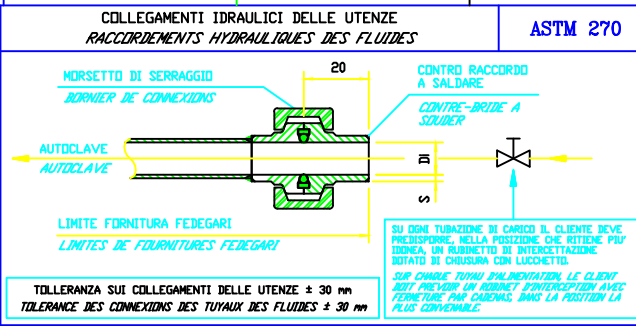 COLLEGAMENTI IDRAULICI DELLE UTENZE
RACCORDEMENTS HYDRAULIQUES DES FLUIDES
ASTM 270
MORSETTO DI SERRAGGIO
BORNIER DE CONNEXIONS
20
CONTRO RACCORDO
A SALDARE
CONTRE-BRIDE A
SOUDER
AUTOCLAVE
AUTOCLAVE
DI
S
LIMITE FORNITURA FEDEGARI
LIMITES DE FOURNITURES FEDEGARI
SU OGNI TUBAZIONE DI CARICO IL CLIENTE DEVE
PREDISPORRE, NELLA POSIZIONE CHE RITIENE PIU'
IDONEA, UN RUBINETTO DI INTERCETTAZIONE
DOTATO DI CHIUSURA CON LUCCHETTO.
SUR CHAQUE TUYAU D'ALIMENTATION, LE CLIENT
DOIT PREVOIR UN ROBINET D'INTERCEPTION AVEC
FERMETURE PAR CADENAS, DANS LA POSITION LA
PLUS CONVENABLE
TOLLERANZA SUI COLLEGAMENTI DELLE UTENZE ± 30 mm
TOLERANCE DES CONNEXIONS DES TUYAUX DES FLUIDES ± 30 mm